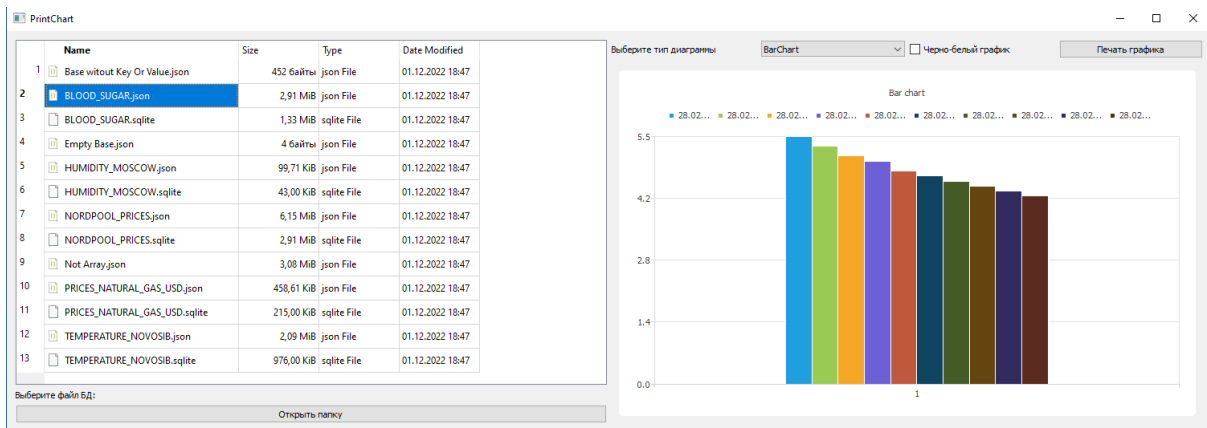 PrintChart
Name Size Type Date Modified
1 Base witout Key Or Value.json 452 байты json File 01.12.2022 18:47
2 BLOOD_SUGAR.json 2,91 MiB json File 01.12.2022 18:47
3 BLOOD_SUGAR.sqlite 1,33 MiB sqlite File 01.12.2022 18:47
4 Empty Base.json 4 байты json File 01.12.2022 18:47
5 HUMIDITY_MOSCOW.json 99,71 KiB json File 01.12.2022 18:47
6 HUMIDITY_MOSCOW.sqlite 43,00 KiB sqlite File 01.12.2022 18:47
7 NORDPOOL_PRICES.json 6,15 MiB json File 01.12.2022 18:47
8 NORDPOOL_PRICES.sqlite 2,91 MiB sqlite File 01.12.2022 18:47
9 Not Array.json 3,08 MiB json File 01.12.2022 18:47
10 PRICES_NATURAL_GAS_USD.json 458,61 KiB json File 01.12.2022 18:47
11 PRICES_NATURAL_GAS_USD.sqlite 215,00 KiB sqlite File 01.12.2022 18:47
12 TEMPERATURE_NOVOSIB.json 2,09 MiB json File 01.12.2022 18:47
13 TEMPERATURE_NOVOSIB.sqlite 976,00 KiB sqlite File 01.12.2022 18:47
Выберите файл БД:
Открыть папку
Выберите тип диаграммы BarChart Черно-белый график Печать графика
Bar chart
28.02... 28.02... 28.02... 28.02... 28.02... 28.02... 28.02... 28.02... 28.02... 28.02...
5.5
4.2
2.8
1.4
0.0
1